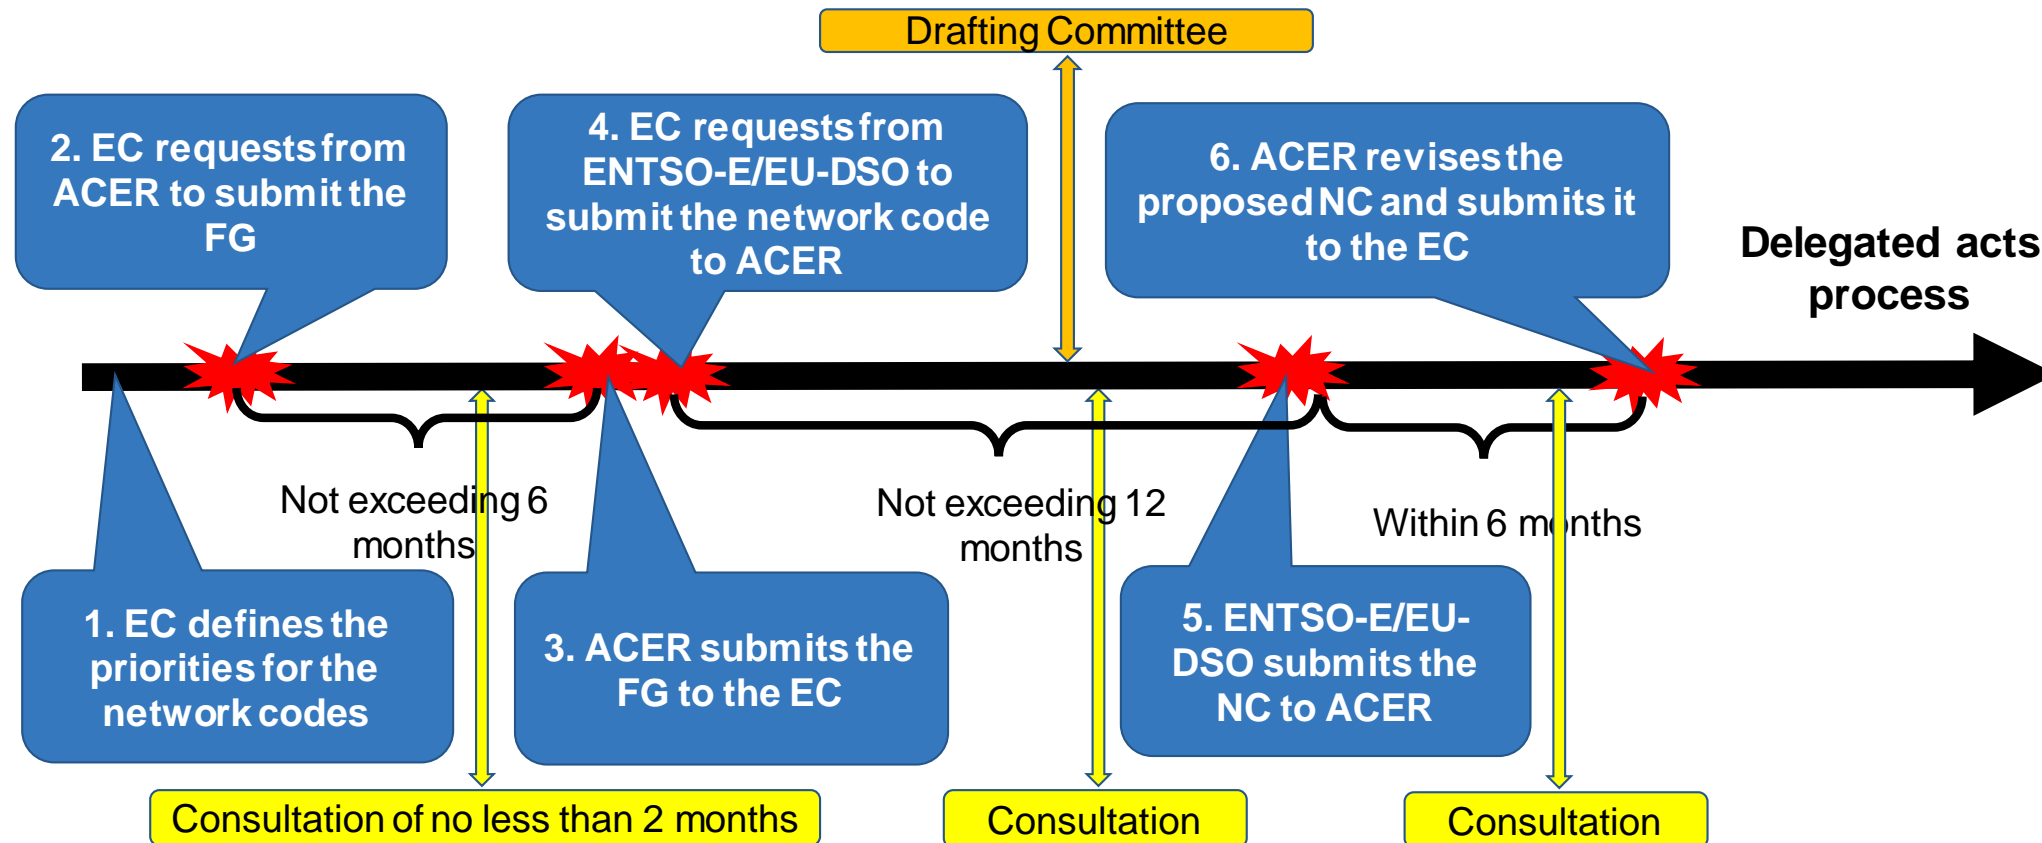 Drafting Committee
2. EC requests from
ACER to submit the
FG
4. EC requests from
ENTSO-E/EU-DSO to
submit the network code
to ACER
6. ACER revises the
proposed NC and submits it
to the EC
Delegated acts
process
Not exceeding 6
months
Not exceeding 12
months
Within 6 months
1. EC defines the
priorities for the
network codes
3. ACER submits the
FG to the EC
5. ENTSO-E/EU-
DSO submits the
NC to ACER
Consultation of no less than 2 months
Consultation
Consultation